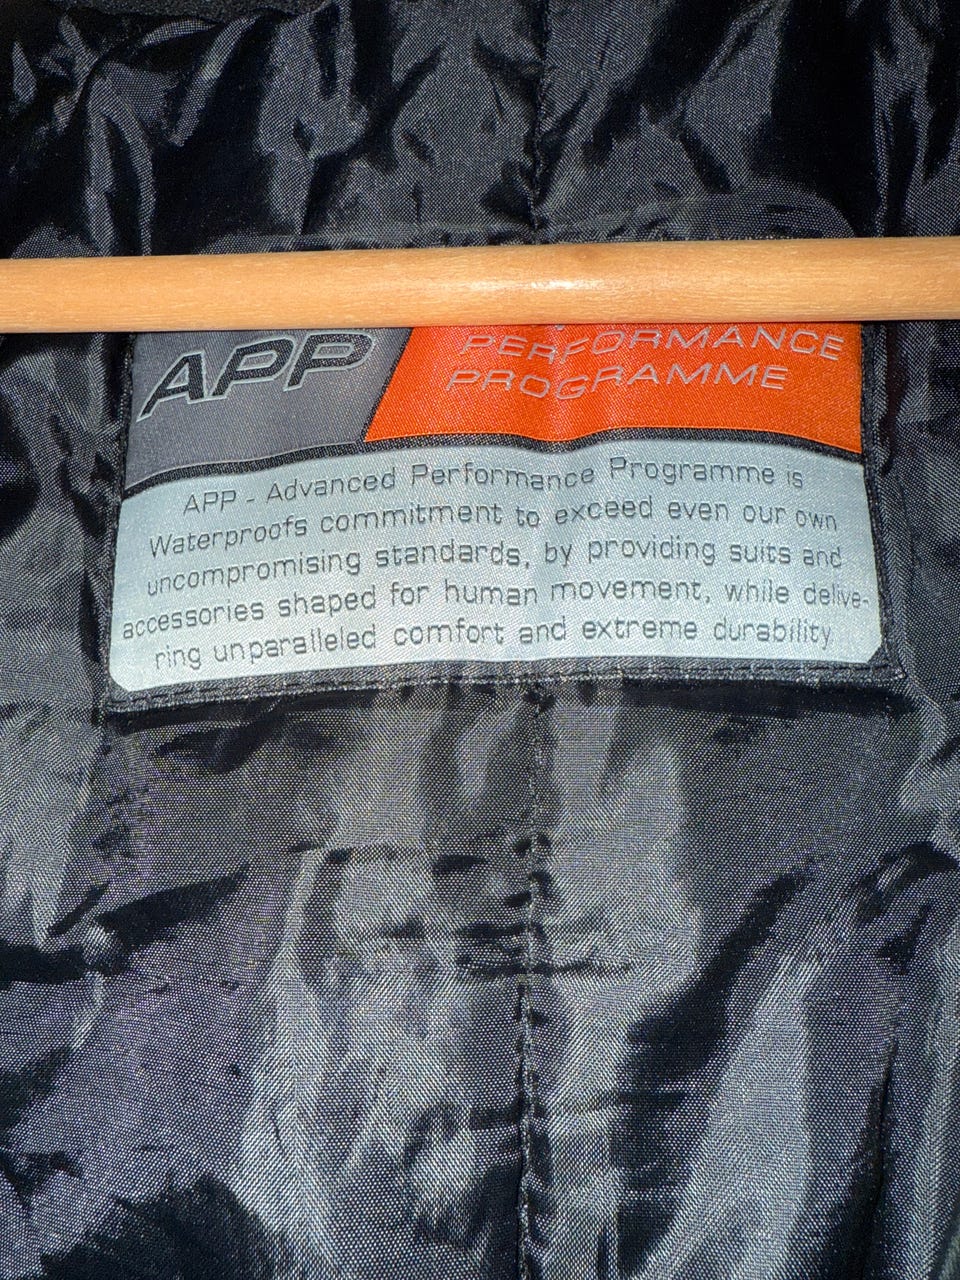 APP
PERFORMANCE
PROGRAMME
APP - Advanced Performance Programme is
Waterproofs commitment to exceed even our own
uncompromising standards, by providing suits and
accessories shaped for human movement, while delive-
ring unparalleled comfort and extreme durability.